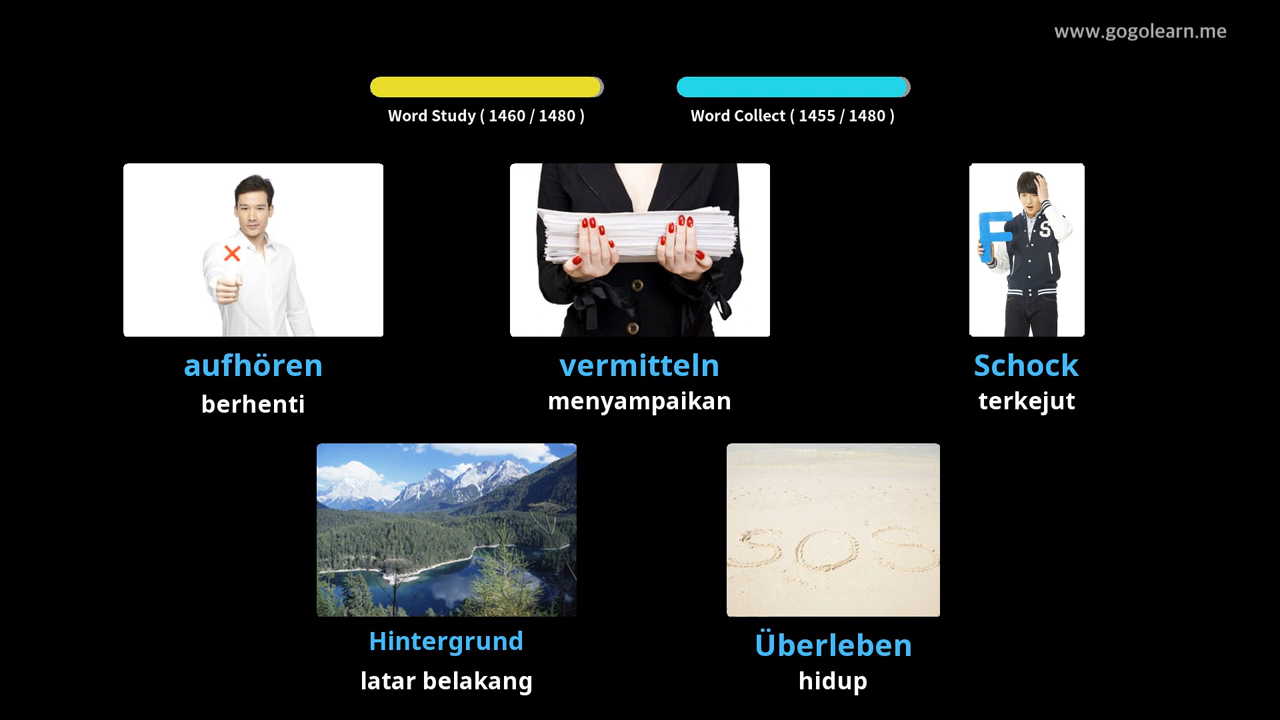 www.gogolearn.me
Word Study ( 1460 / 1480 )
Word Collect ( 1455 / 1480 )
F
S
aufhören
berhenti
vermitteln
menyampaikan
Schock
terkejut
SOS
Hintergrund
latar belakang
Überleben
hidup